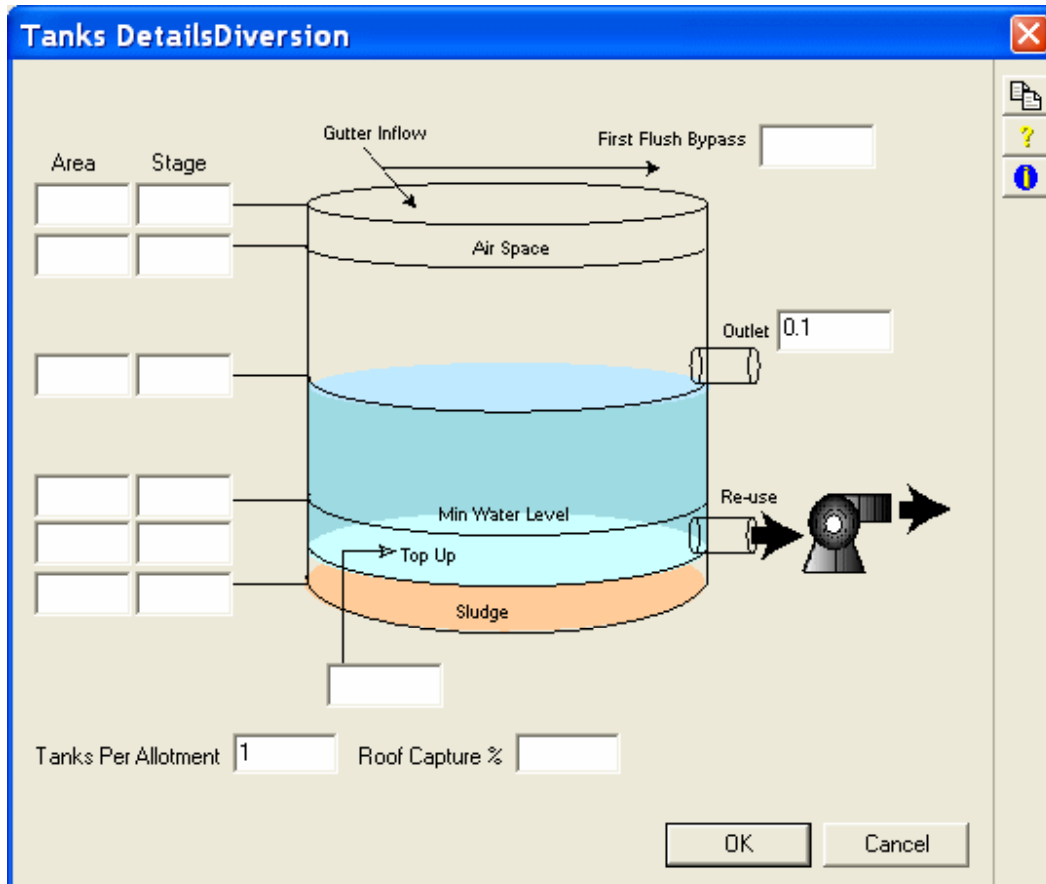 Tanks DetailsDiversion
Gutter Inflow
First Flush Bypass
Area Stage
Air Space
Outlet 0.1
Re-use
Min Water Level
Top Up
Sludge
Tanks Per Allotment 1 Roof Capture %
OK Cancel